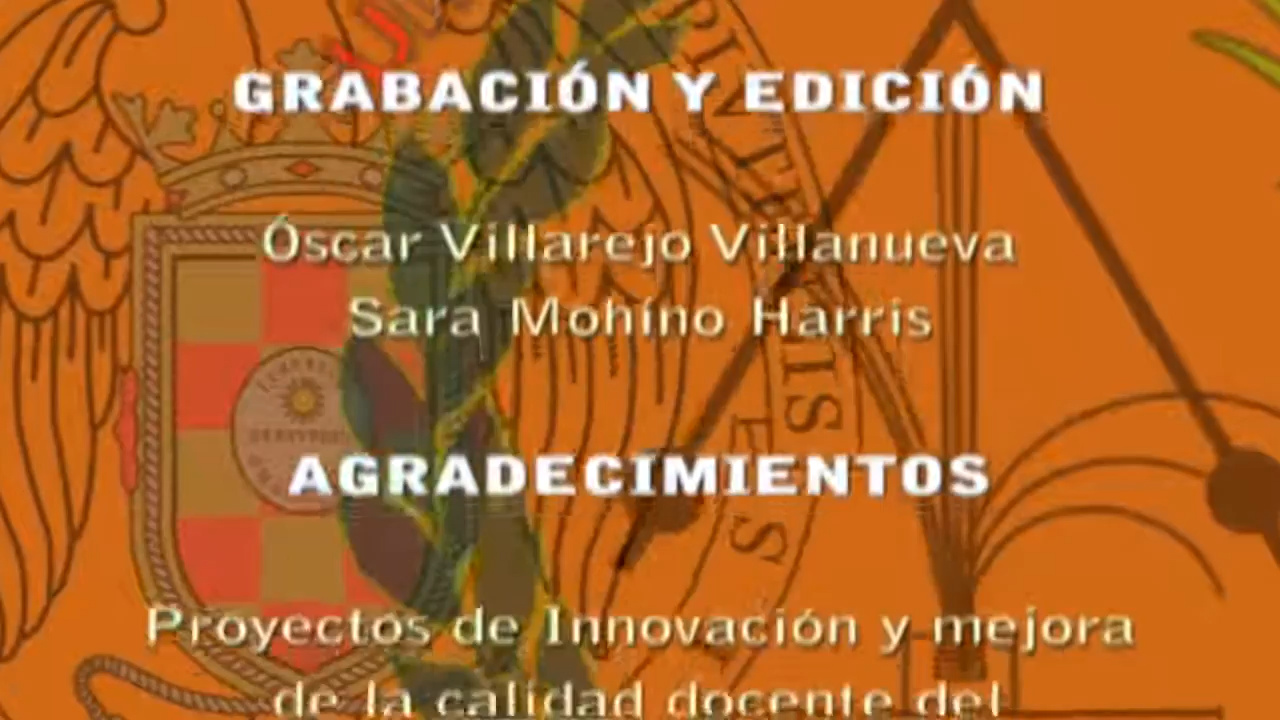 GRABACIÓN Y EDICIÓN
Óscar Villarejo Villanueva
Sara Mohíno Harris
AGRADECIMIENTOS
Proyectos de Innovación y mejora
de la calidad docente del